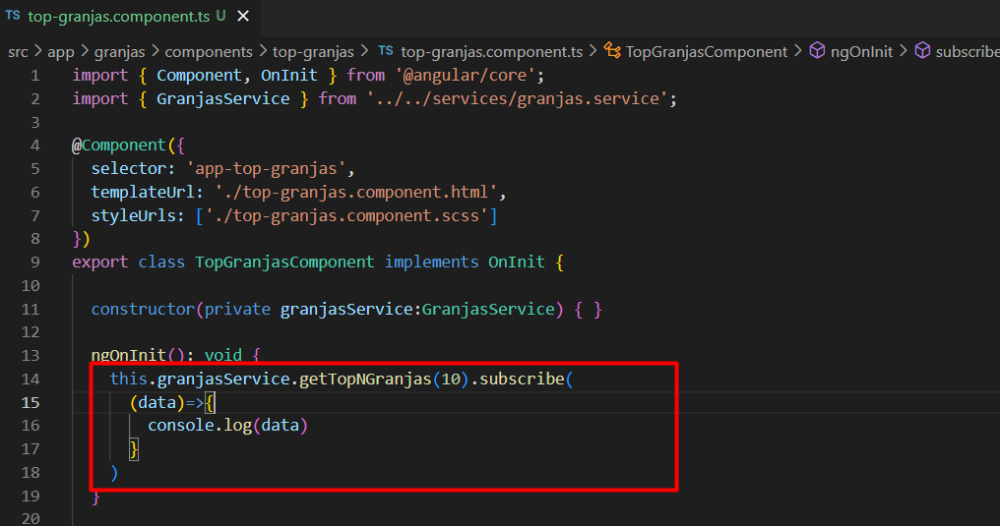 TS top-granjas.component.ts U ×
src > app > granjas > components > top-granjas > TS top-granjas.component.ts > TopGranjasComponent > ngOnInit > subscribe
1 import { Component, OnInit } from '@angular/core';
2 import { GranjasService } from '../../services/granjas.service';
3
4 @Component({
5   selector: 'app-top-granjas',
6   templateUrl: './top-granjas.component.html',
7   styleUrls: ['./top-granjas.component.scss']
8 })
9 export class TopGranjasComponent implements OnInit {
10
11   constructor(private granjasService:GranjasService) { }
12
13   ngOnInit(): void {
14     this.granjasService.getTopNGranjas(10).subscribe(
15       (data)=>{
16         console.log(data)
17       }
18     )
19   }
20